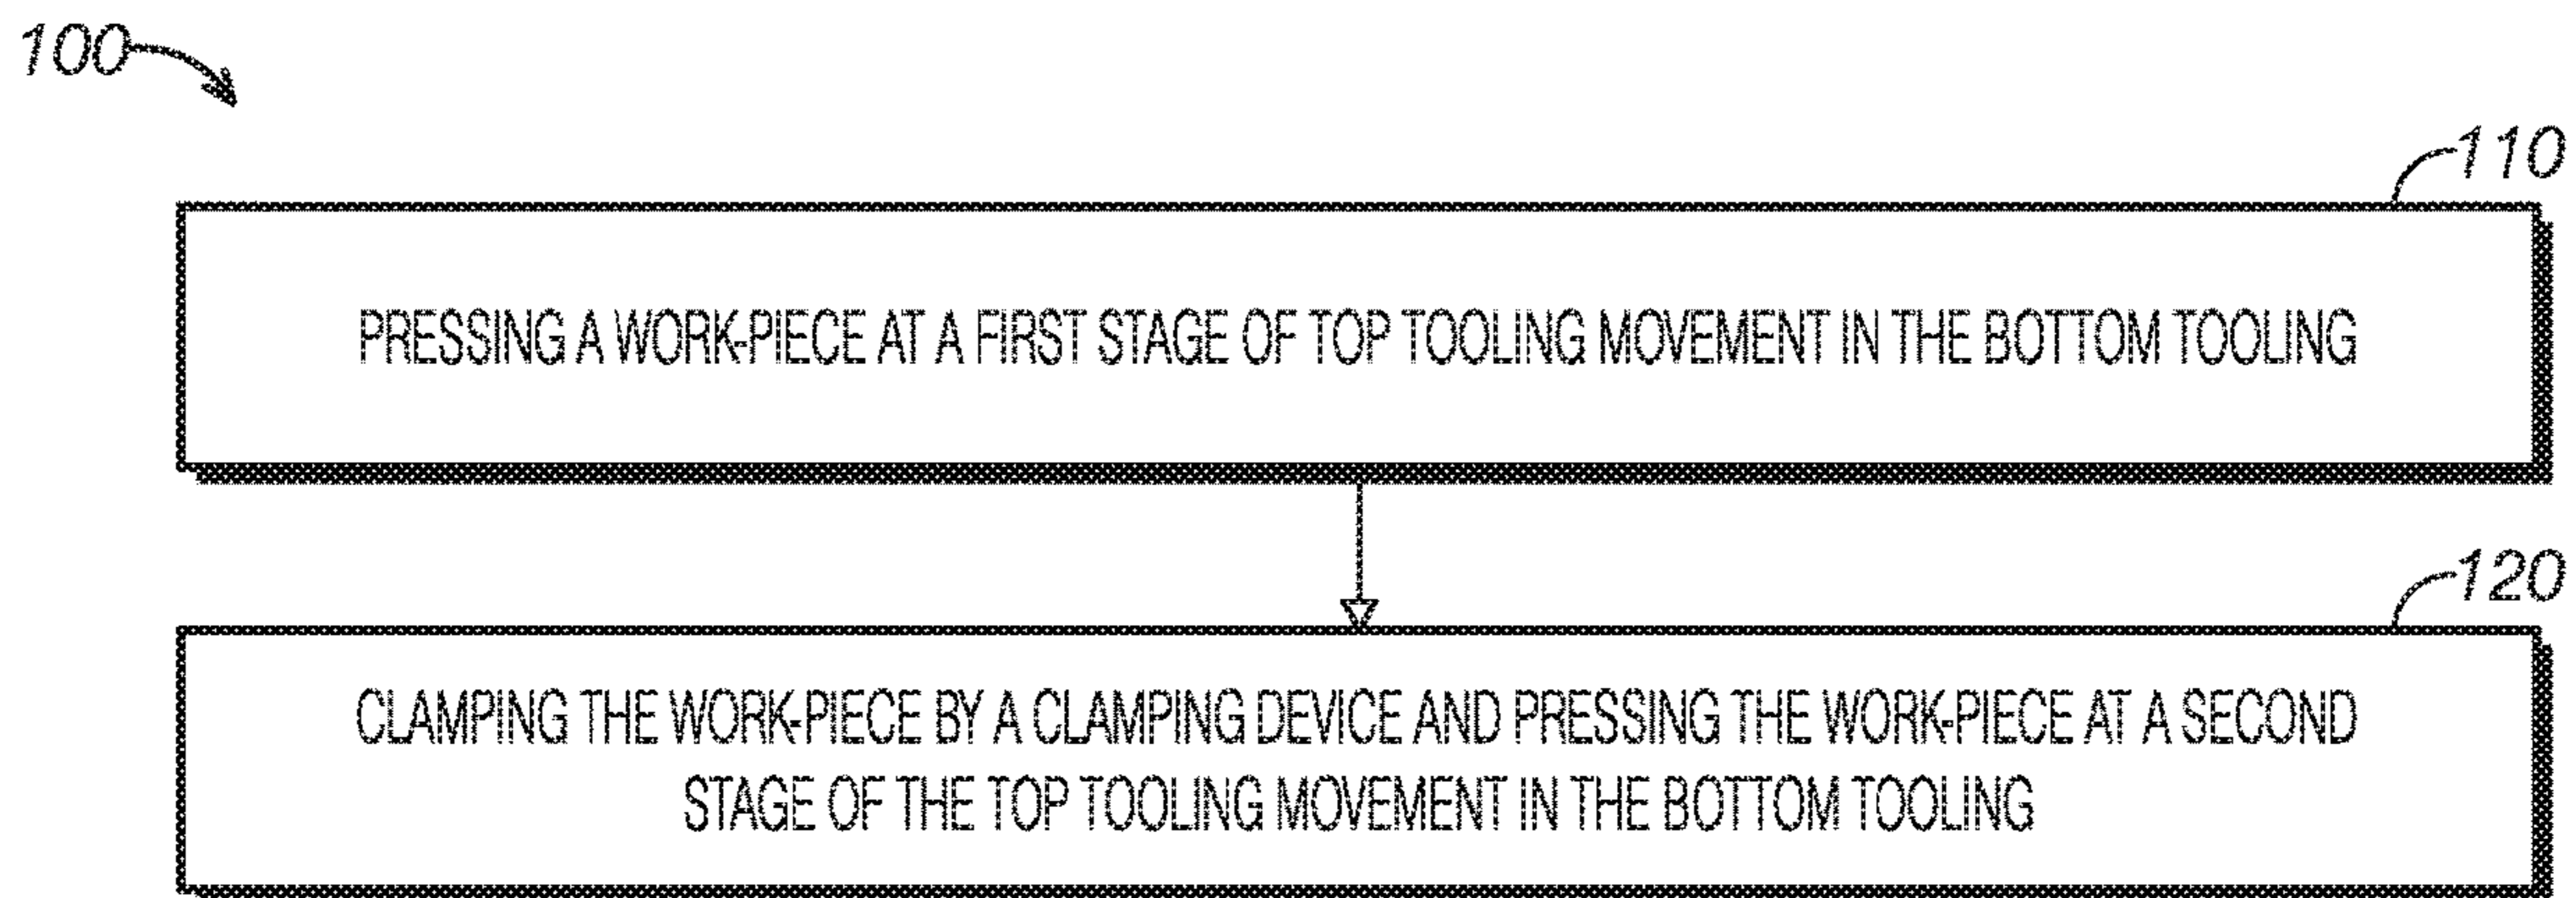 100
110
PRESSING A WORK-PIECE AT A FIRST STAGE OF TOP TOOLING MOVEMENT IN THE BOTTOM TOOLING
120
CLAMPING THE WORK-PIECE BY A CLAMPING DEVICE AND PRESSING THE WORK-PIECE AT A SECOND
STAGE OF THE TOP TOOLING MOVEMENT IN THE BOTTOM TOOLING